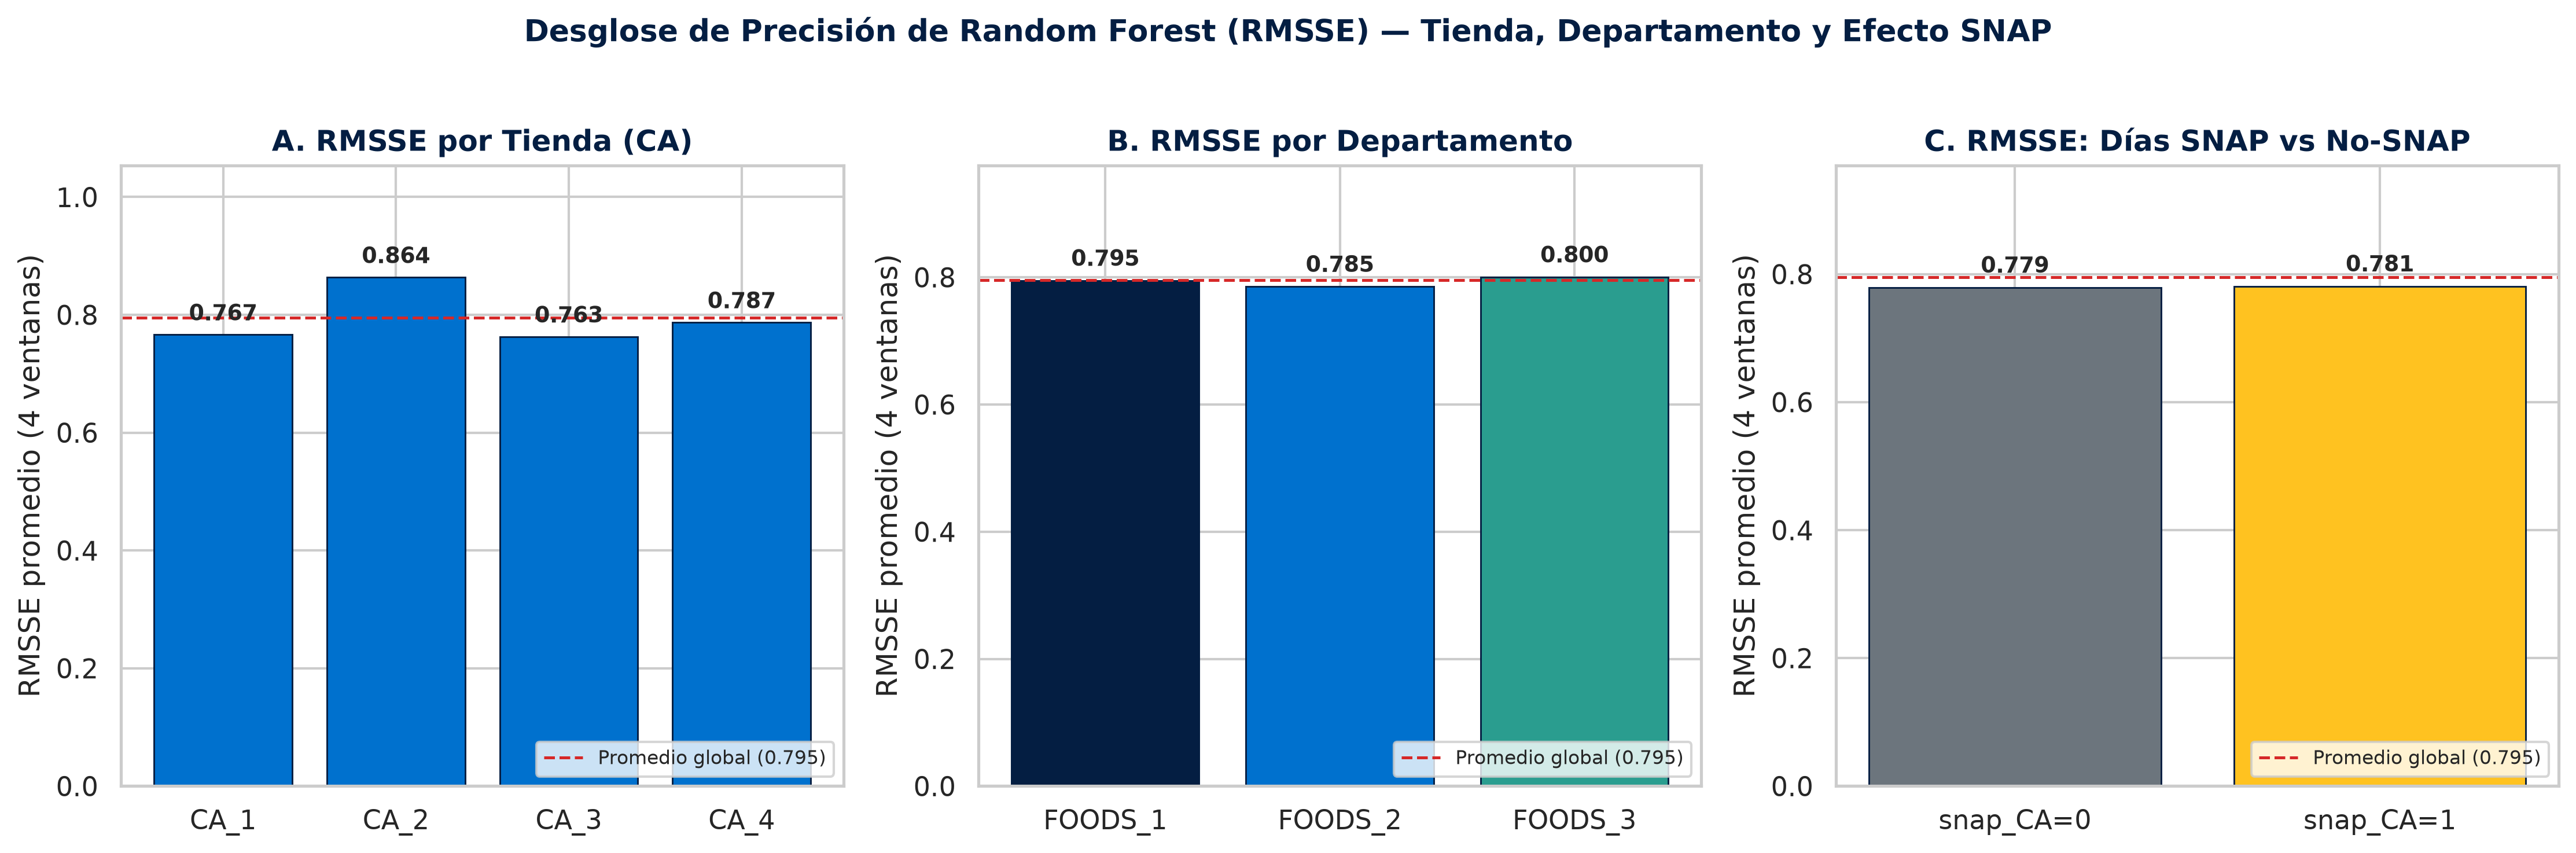 Desglose de Precisión de Random Forest (RMSSE) — Tienda, Departamento y Efecto SNAP
A. RMSSE por Tienda (CA)
RMSSE promedio (4 ventanas)
1.0
0.8
0.6
0.4
0.2
0.0
0.767
0.864
0.763
0.787
Promedio global (0.795)
CA_1
CA_2
CA_3
CA_4
B. RMSSE por Departamento
RMSSE promedio (4 ventanas)
0.8
0.6
0.4
0.2
0.0
0.795
0.785
0.800
Promedio global (0.795)
FOODS_1
FOODS_2
FOODS_3
C. RMSSE: Días SNAP vs No-SNAP
RMSSE promedio (4 ventanas)
0.8
0.6
0.4
0.2
0.0
0.779
0.781
Promedio global (0.795)
snap_CA=0
snap_CA=1